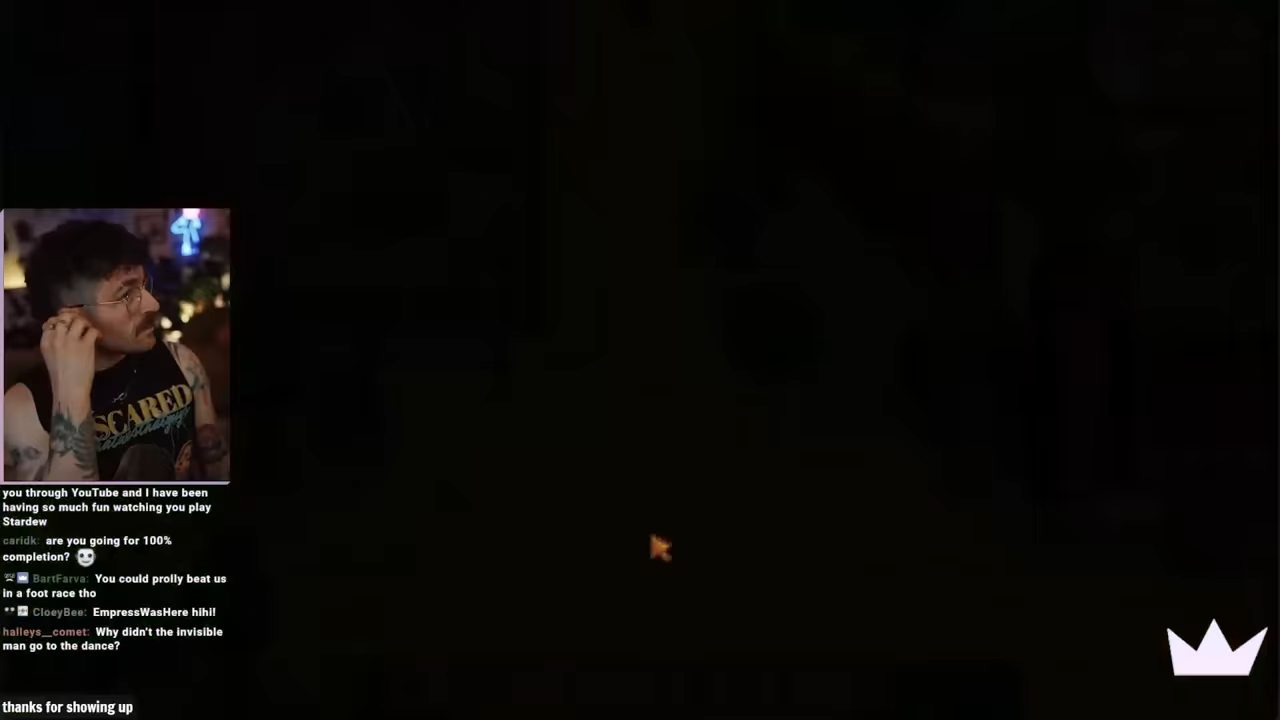 SCARED
you through YouTube and I have been
having so much fun watching you play
Stardew
caridk: are you going for 100%
completion?
BartFarva: You could prolly beat us
in a foot race tho
CloeyBee: EmpressWasHere hihi!
halleys__comet: Why didn't the invisible
man go to the dance?
thanks for showing up